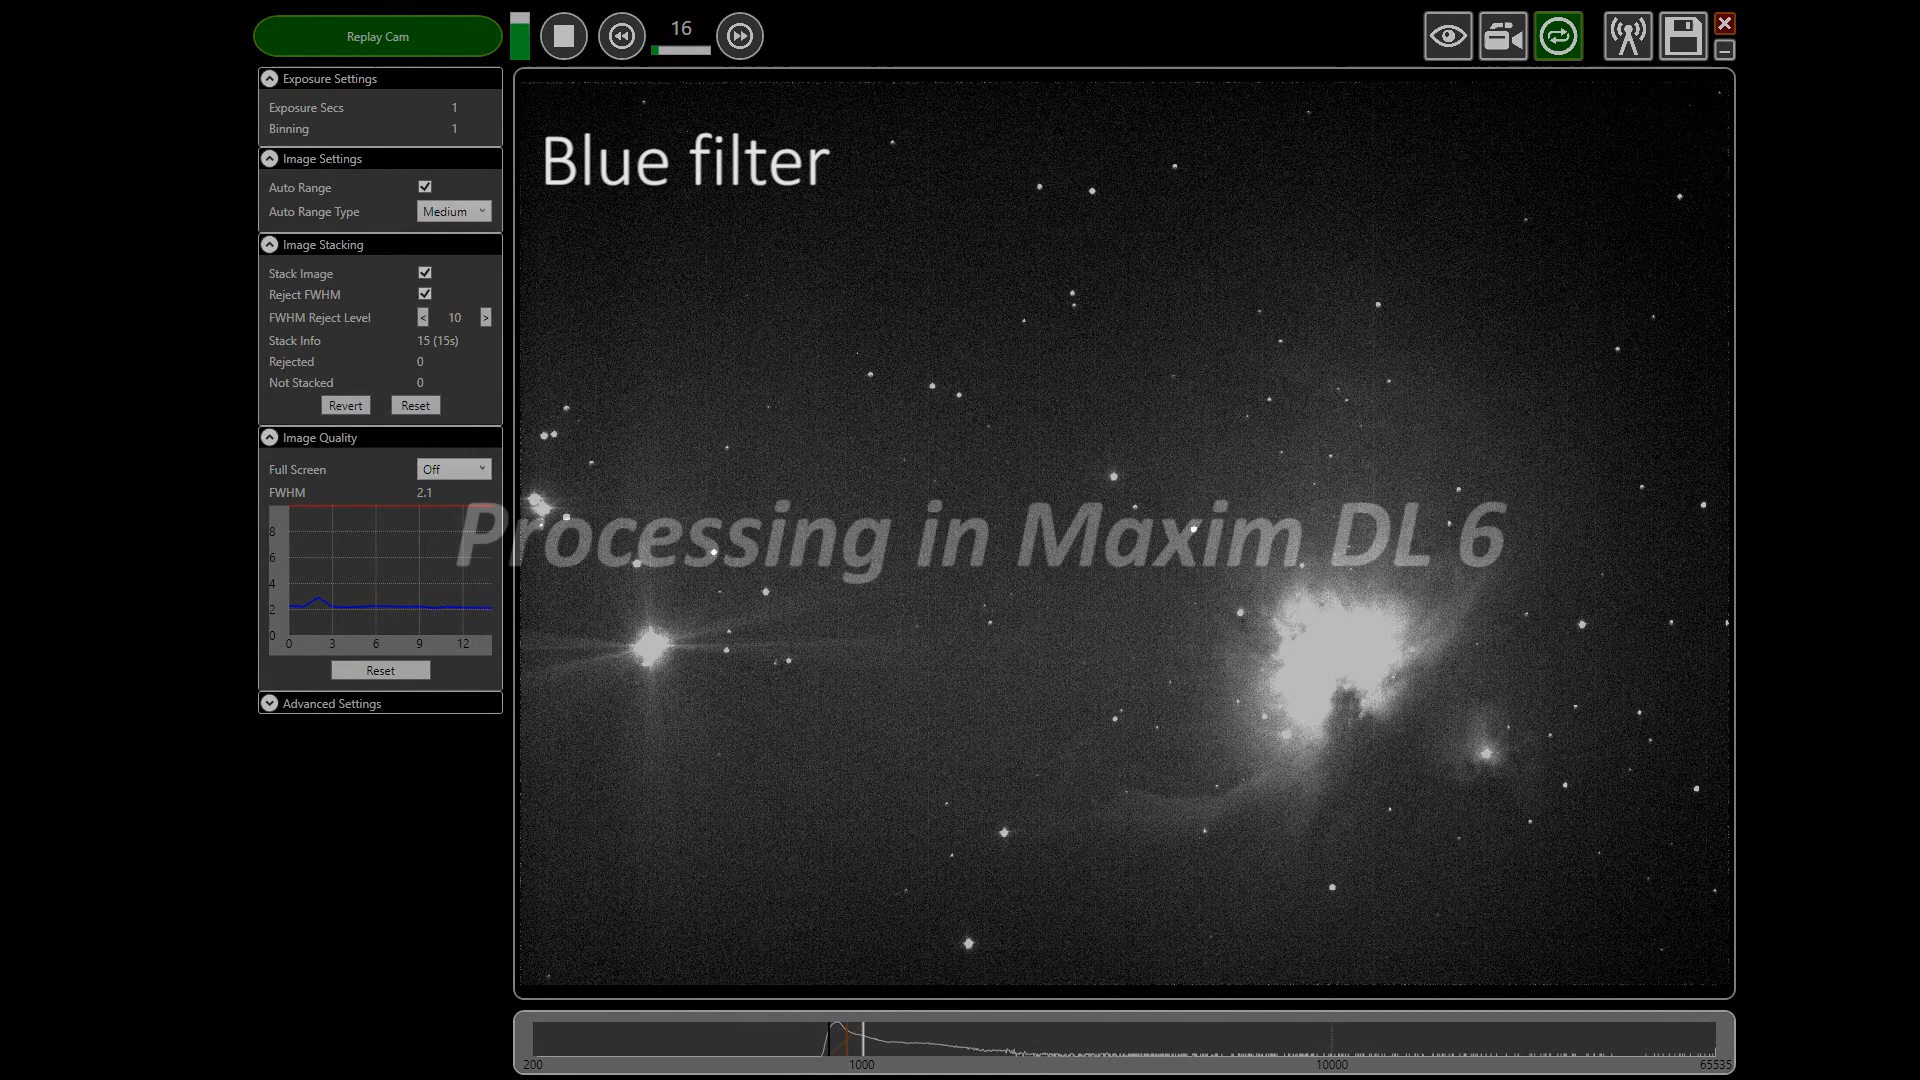 Replay Cam
16
Exposure Settings
Exposure Secs 1
Binning 1
Image Settings
Auto Range
Auto Range Type Medium
Image Stacking
Stack Image
Reject FWHM
FWHM Reject Level < 10 >
Stack Info 15 (15s)
Rejected 0
Not Stacked 0
Revert Reset
Image Quality
Full Screen Off
FWHM 2.1
8
6
4
2
0
0 3 6 9 12
Reset
Advanced Settings
Blue filter
Processing in Maxim DL 6
200 1000 10000 65535